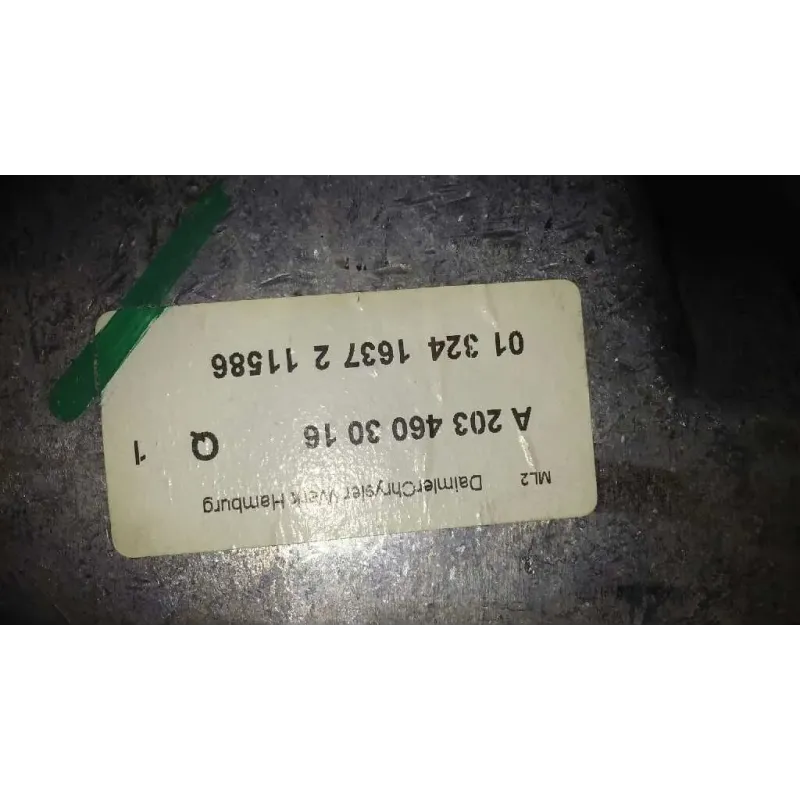 ML2 DaimlerChrysler Werk Hamburg
A 203 460 30 16 Q 1
01 324 1637 2 11586